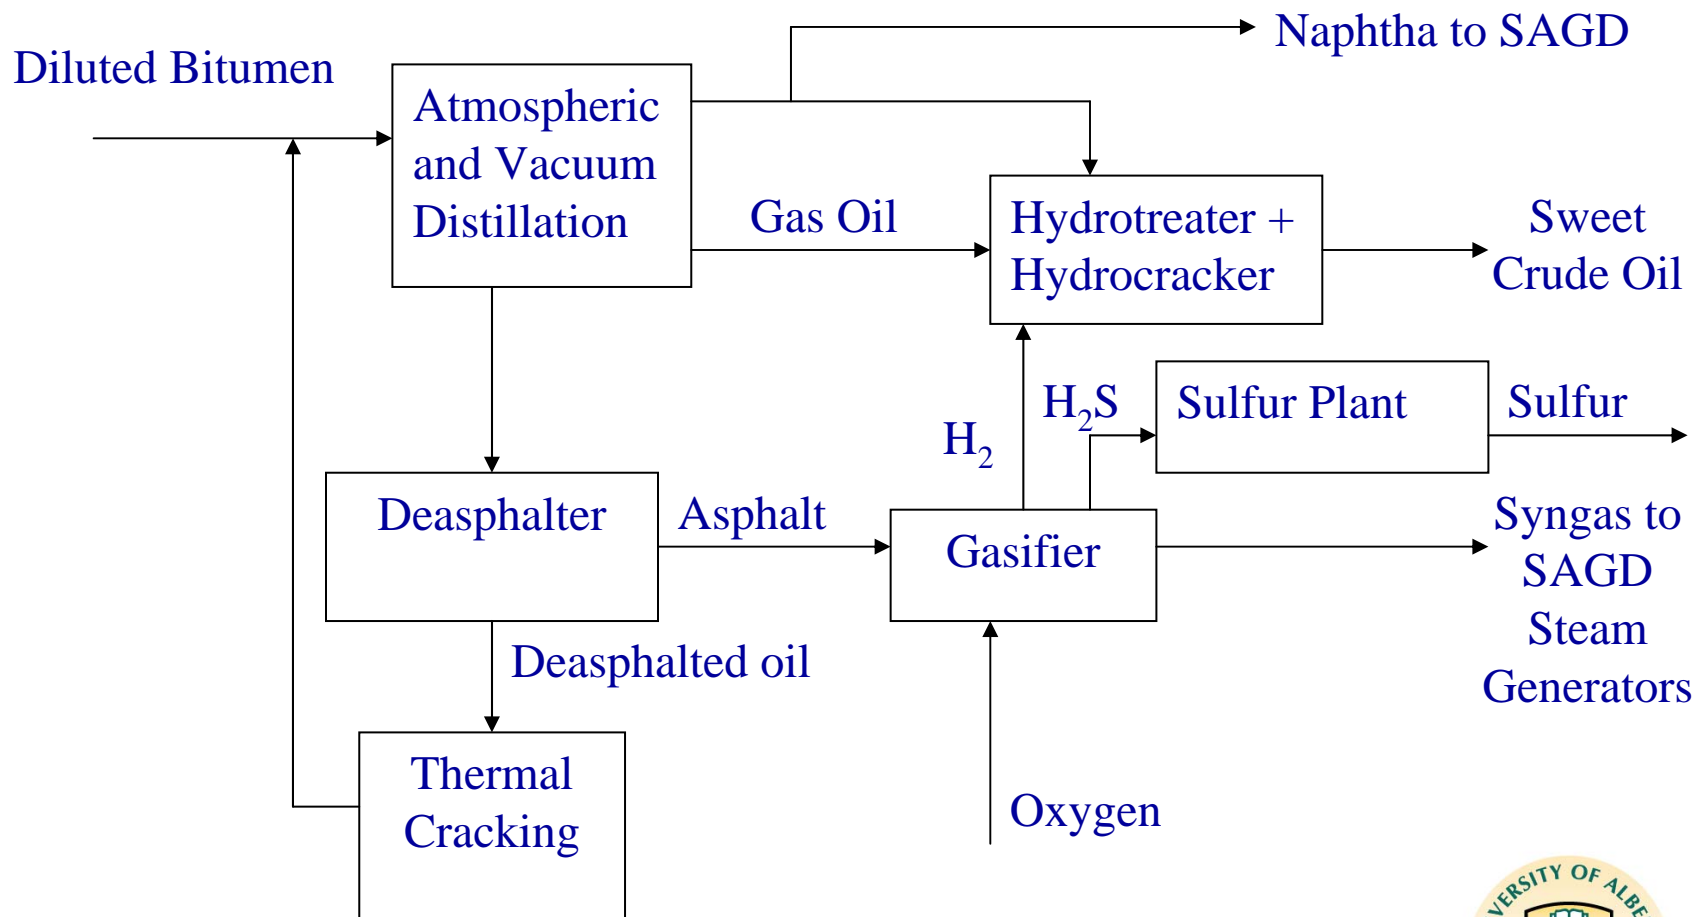 Naphtha to SAGD
Diluted Bitumen
Atmospheric
and Vacuum
Distillation
Gas Oil
Hydrotreater +
Hydrocracker
Sweet
Crude Oil
H₂
H₂S
Sulfur Plant
Sulfur
Deasphalter
Asphalt
Gasifier
Syngas to
SAGD
Steam
Generators
Deasphalted oil
Thermal
Cracking
Oxygen